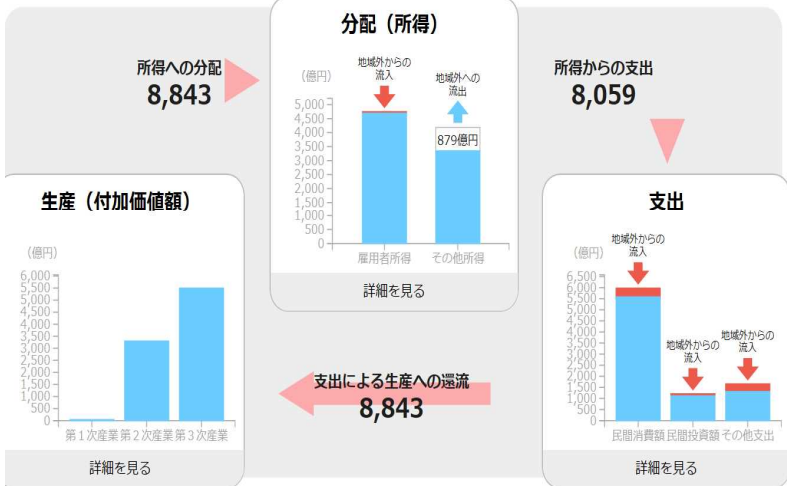 分配（所得）
所得への分配
8,843
（億円）
地域外からの
流入
地域外への
流出
5,000
4,500
4,000
3,500
3,000
2,500
2,000
1,500
1,000
500
0
879億円
雇用者所得 その他所得
詳細を見る
所得からの支出
8,059
生産（付加価値額）
（億円）
6,000
5,500
5,000
4,500
4,000
3,500
3,000
2,500
2,000
1,500
1,000
500
0
第１次産業 第２次産業 第３次産業
詳細を見る
支出による生産への還流
8,843
支出
（億円）
地域外からの
流入
地域外からの
流入
地域外からの
流入
6,500
6,000
5,500
5,000
4,500
4,000
3,500
3,000
2,500
2,000
1,500
1,000
500
0
民間消費額 民間投資額 その他支出
詳細を見る